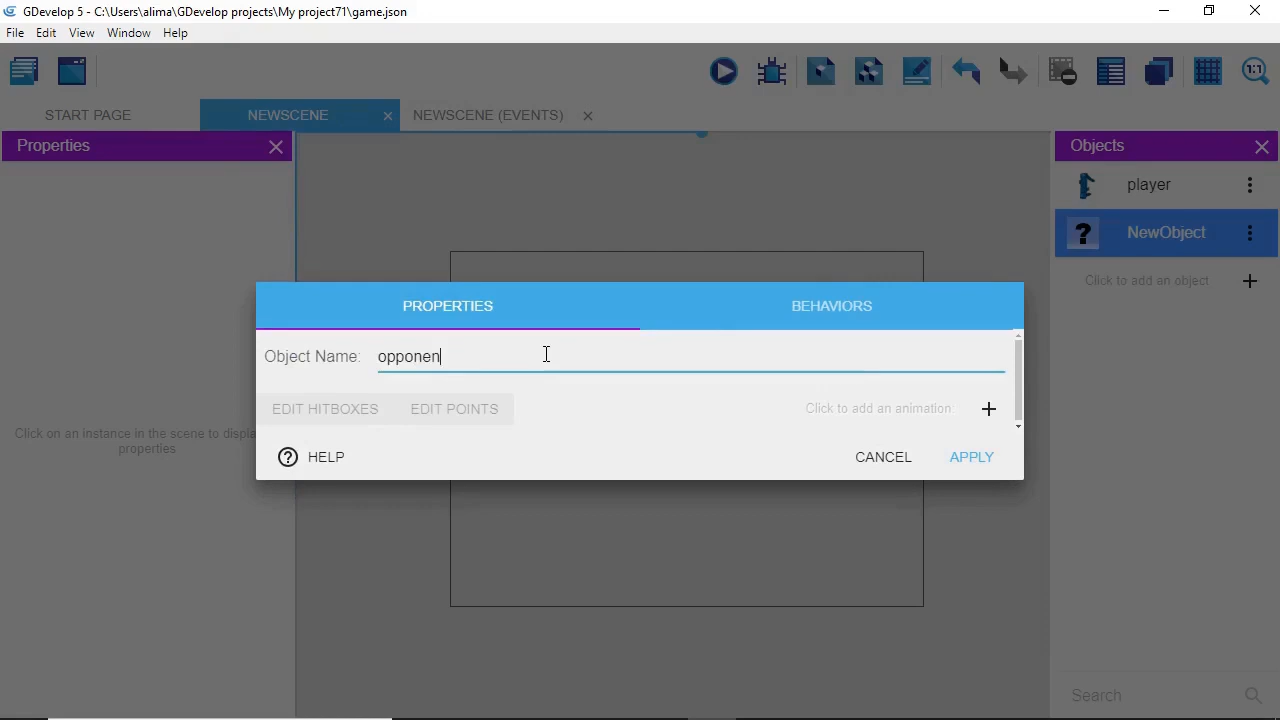 GDevelop 5 - C:\Users\alima\GDevelop projects\My project71\game.json
File Edit View Window Help
1:1
START PAGE NEWSCENE NEWSCENE (EVENTS)
Properties
Objects
player
? NewObject
Click to add an object
PROPERTIES BEHAVIORS
Object Name: opponen
EDIT HITBOXES EDIT POINTS Click to add an animation
Click on an instance in the scene to displa
properties
HELP CANCEL APPLY
Search